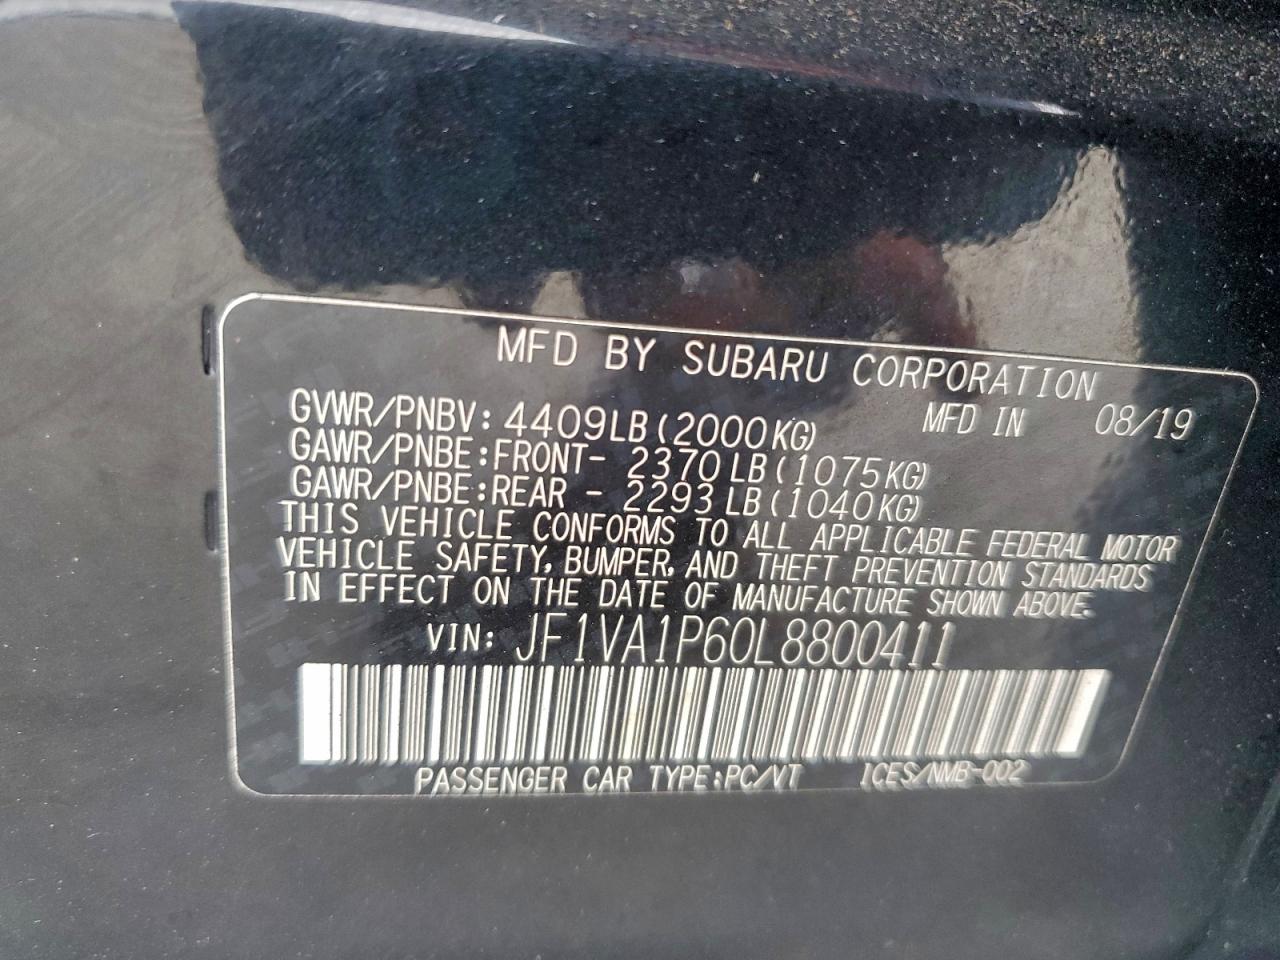 MFD BY SUBARU CORPORATION
MFD IN 08/19
GVWR/PNBV: 4409LB(2000KG)
GAWR/PNBE:FRONT- 2370LB(1075KG)
GAWR/PNBE:REAR - 2293LB(1040KG)
THIS VEHICLE CONFORMS TO ALL APPLICABLE FEDERAL MOTOR
VEHICLE SAFETY, BUMPER, AND THEFT PREVENTION STANDARDS
IN EFFECT ON THE DATE OF MANUFACTURE SHOWN ABOVE.
VIN: JF1VA1P60L8800411
PASSENGER CAR TYPE:PC/VT ICES/NMB-002